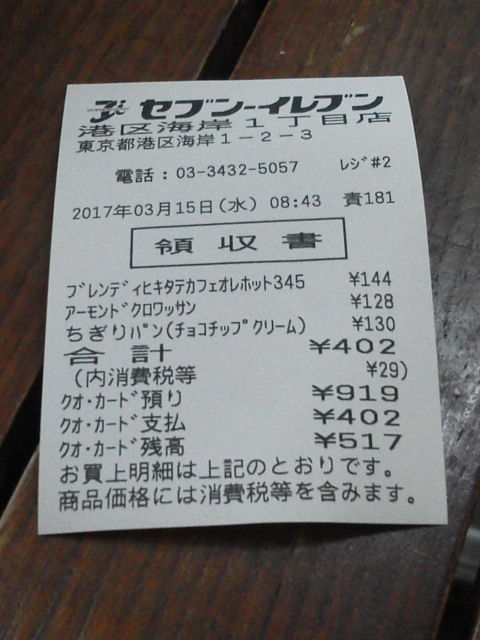 セブン-イレブン
港区海岸1丁目店
東京都港区海岸1-2-3
電話:03-3432-5057 レジ#2
2017年03月15日(水) 08:43 責181
領収書
ブレンディヒキタテカフェオレホット345 ¥144
アーモンドクロワッサン ¥128
ちぎりパン(チョコチップクリーム) ¥130
合計 ¥402
(内消費税等 ¥29)
クオ・カード預り ¥919
クオ・カード支払 ¥402
クオ・カード残高 ¥517
お買上明細は上記のとおりです。
商品価格には消費税等を含みます。